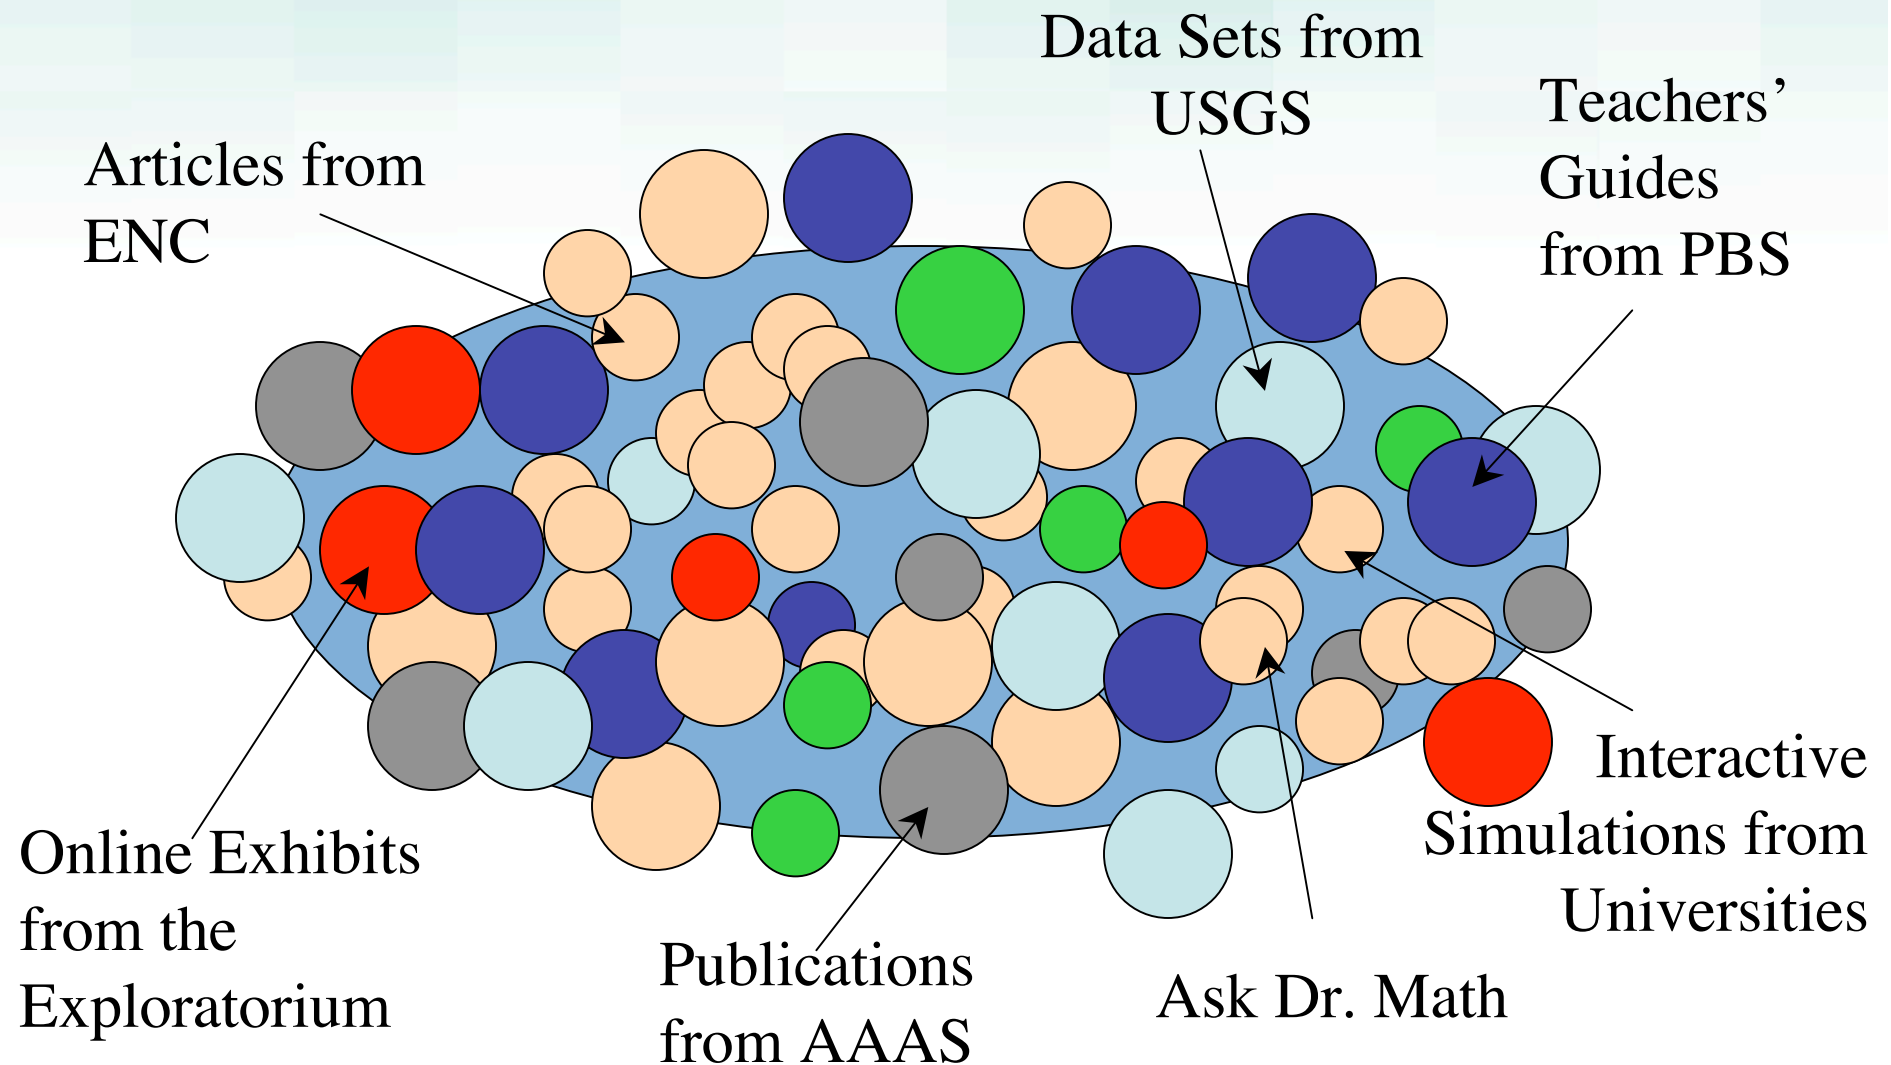 Data Sets from
USGS
Teachers’
Guides
from PBS
Articles from
ENC
Interactive
Simulations from
Universities
Online Exhibits
from the
Exploratorium
Publications
from AAAS
Ask Dr. Math